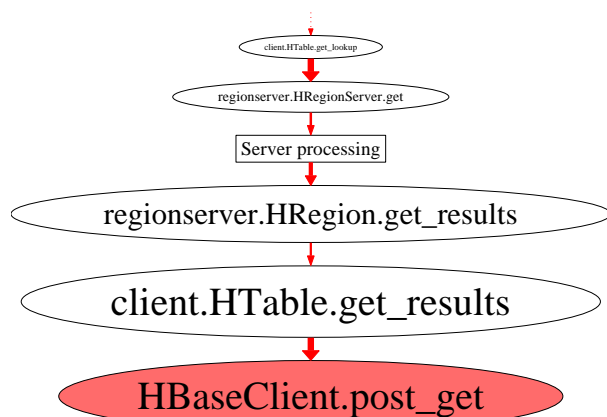 client.HTable.get_lookup
regionserver.HRegionServer.get
Server processing
regionserver.HRegion.get_results
client.HTable.get_results
HBaseClient.post_get